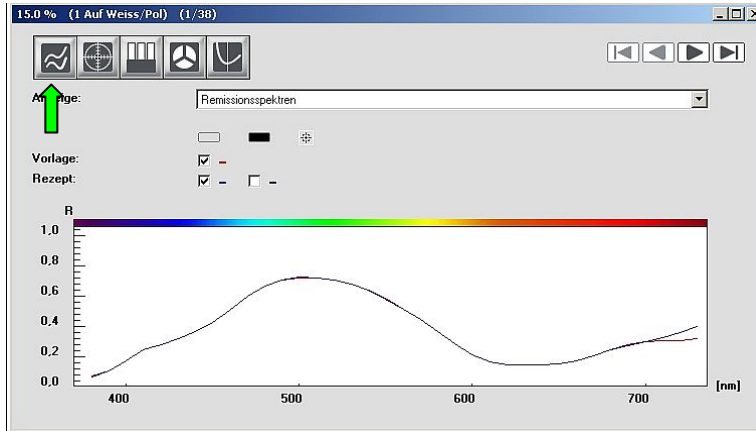 15.0 % (1 Auf Weiss/Pol) (1/38)
Remissionsspektren
Vorlage:
Rezept:
R
1,0
0,8
0,6
0,4
0,2
0,0
400 500 600 700 [nm]